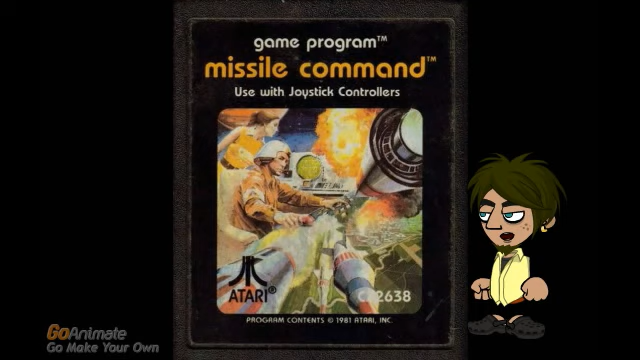 game program™
missile command™
Use with Joystick Controllers
ATARI®
2638
PROGRAM CONTENTS © 1981 ATARI, INC.
GoAnimate
Go Make Your Own